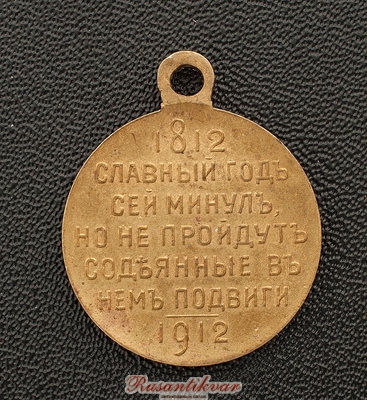 1812
СЛАВНЫЙ ГОДЪ
СЕЙ МИНУЛЪ,
НО НЕ ПРОЙДУТЪ
СОДѢЯННЫЕ ВЪ
НЕМЪ ПОДВИГИ
1912
Rusantikvar